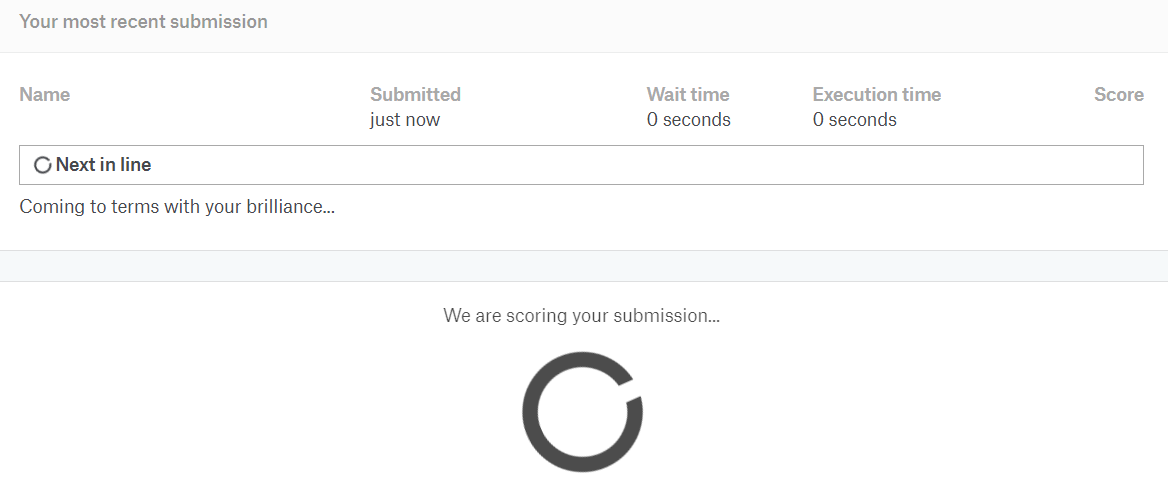 Your most recent submission
Name Submitted Wait time Execution time Score
just now 0 seconds 0 seconds
Next in line
Coming to terms with your brilliance...
We are scoring your submission...